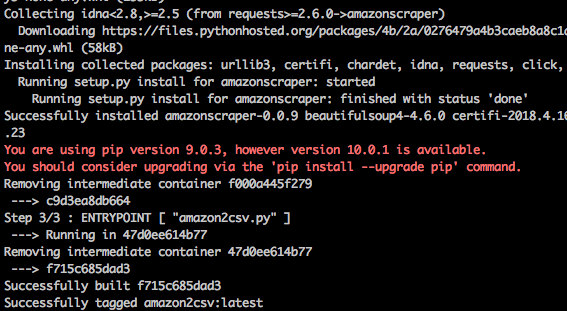 Collecting idna<2.8,>=2.5 (from requests>=2.6.0->amazonscraper)
Downloading https://files.pythonhosted.org/packages/4b/2a/0276479a4b3caeb8a8c1a
ne-any.whl (58kB)
Installing collected packages: urllib3, certifi, chardet, idna, requests, click,
Running setup.py install for amazonscraper: started
Running setup.py install for amazonscraper: finished with status 'done'
Successfully installed amazonscraper-0.0.9 beautifulsoup4-4.6.0 certifi-2018.4.16
.23
You are using pip version 9.0.3, however version 10.0.1 is available.
You should consider upgrading via the 'pip install --upgrade pip' command.
Removing intermediate container f000a445f279
---> c9d3ea8db664
Step 3/3 : ENTRYPOINT [ "amazon2csv.py" ]
---> Running in 47d0ee614b77
Removing intermediate container 47d0ee614b77
---> f715c685dad3
Successfully built f715c685dad3
Successfully tagged amazon2csv:latest